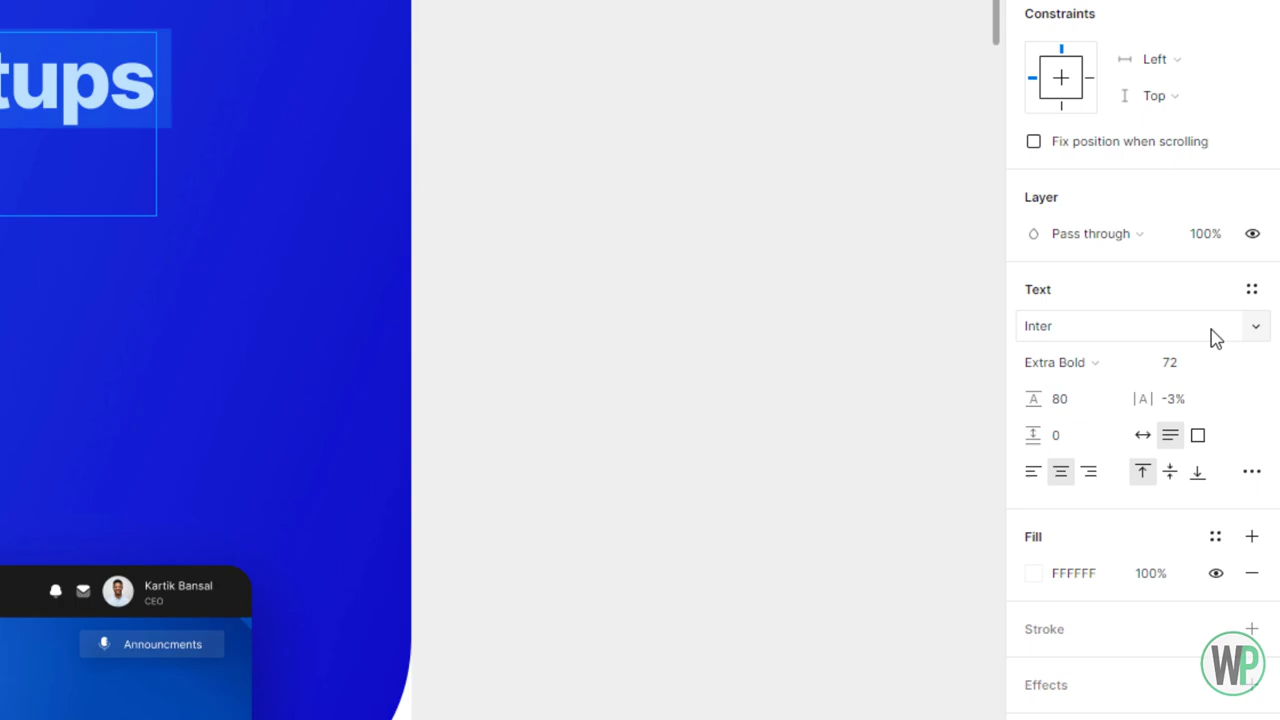 Constraints
Left
Top
Fix position when scrolling
Layer
Pass through 100%
Text
Inter
Extra Bold 72
A 80 |A| -3%
0
Fill
FFFFFF 100%
Stroke
Effects
tups
Kartik Bansal
CEO
Announcments
WP